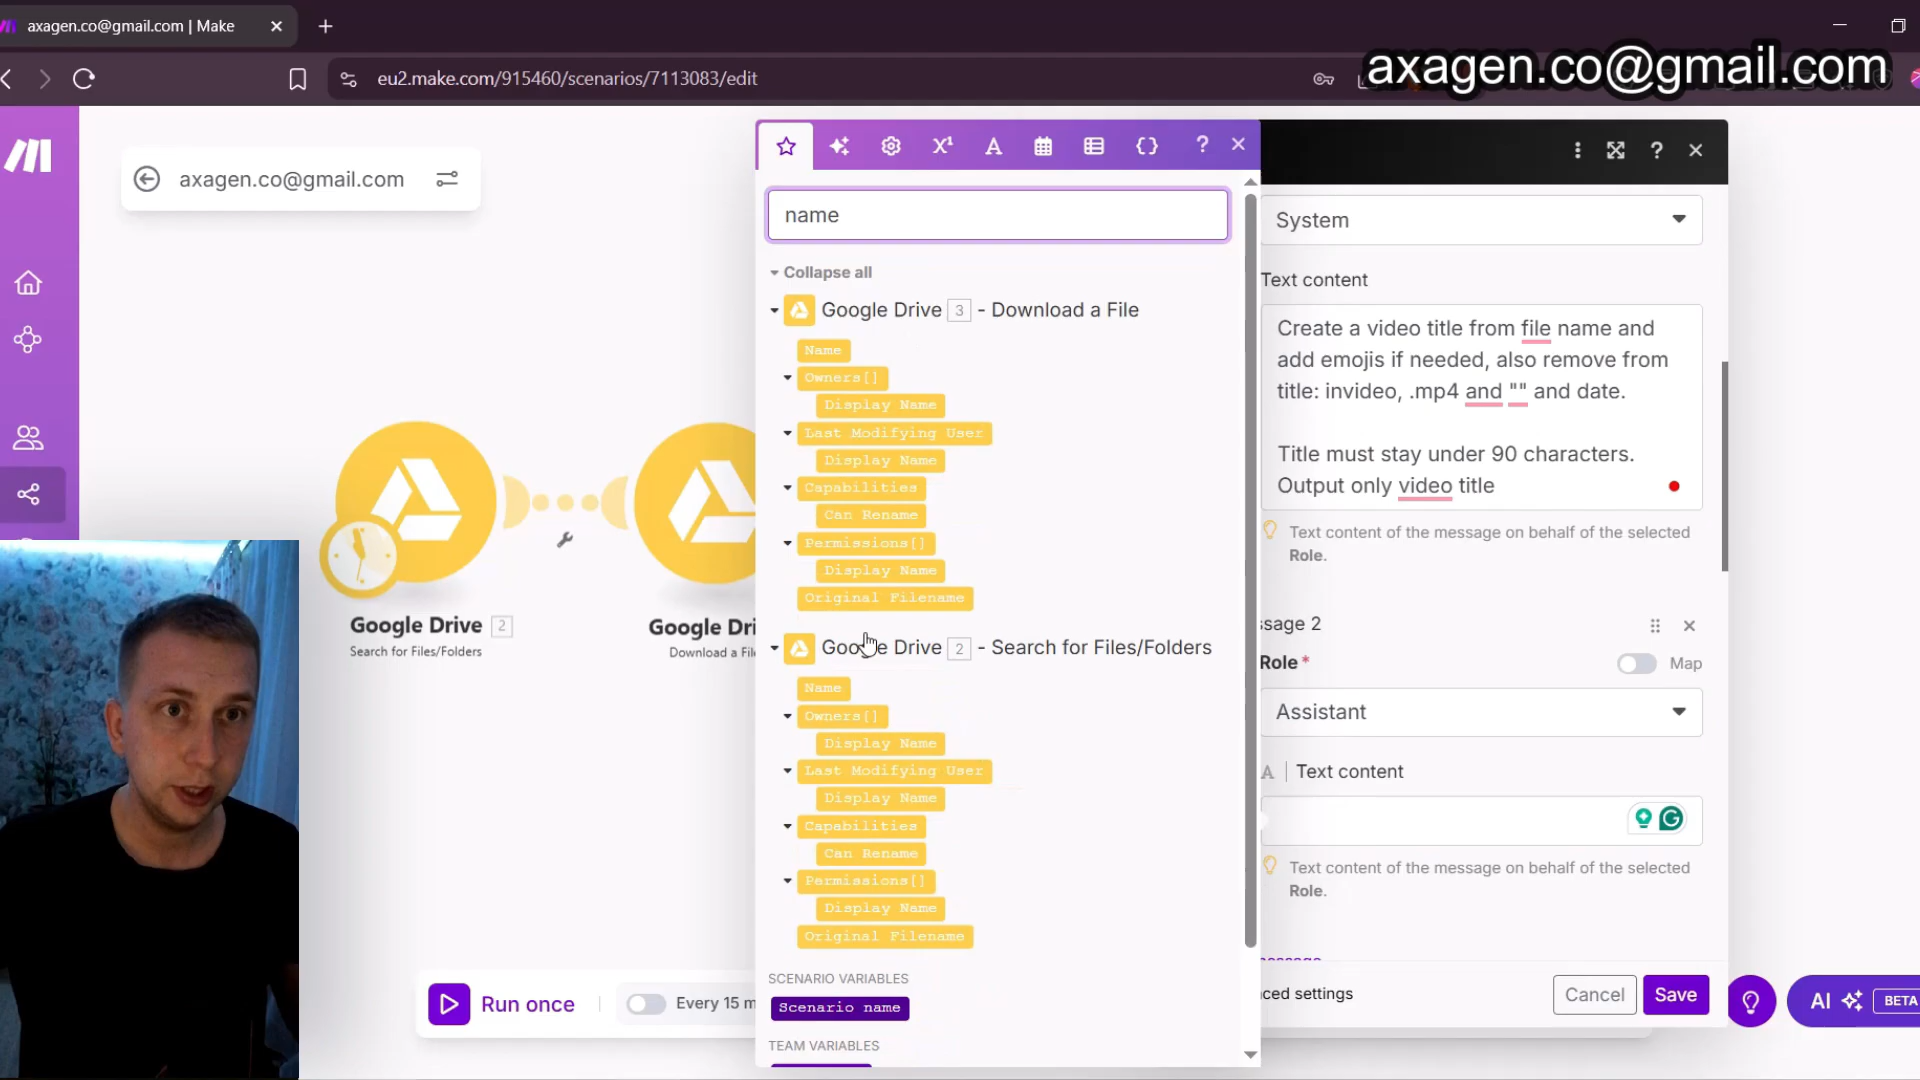 axagen.co@gmail.com | Make
eu2.make.com/915460/scenarios/7113083/edit
axagen.co@gmail.com
axagen.co@gmail.com
name
Collapse all
Google Drive 3 - Download a File
Name
Owners[]
Display Name
Last Modifying User
Display Name
Capabilities
Can Rename
Permissions[]
Display Name
Original Filename
Google Drive 2 - Search for Files/Folders
Name
Owners[]
Display Name
Last Modifying User
Display Name
Capabilities
Can Rename
Permissions[]
Display Name
Original Filename
SCENARIO VARIABLES
Scenario name
TEAM VARIABLES
System
Text content
Create a video title from file name and
add emojis if needed, also remove from
title: invideo, .mp4 and "" and date.
Title must stay under 90 characters.
Output only video title
Text content of the message on behalf of the selected
Role.
ssage 2
Role*
Map
Assistant
A | Text content
Text content of the message on behalf of the selected
Role.
ced settings
Cancel
Save
AI
BETA
Google Drive 2
Search for Files/Folders
Google Dri
Download a Fil
Run once
Every 15 m